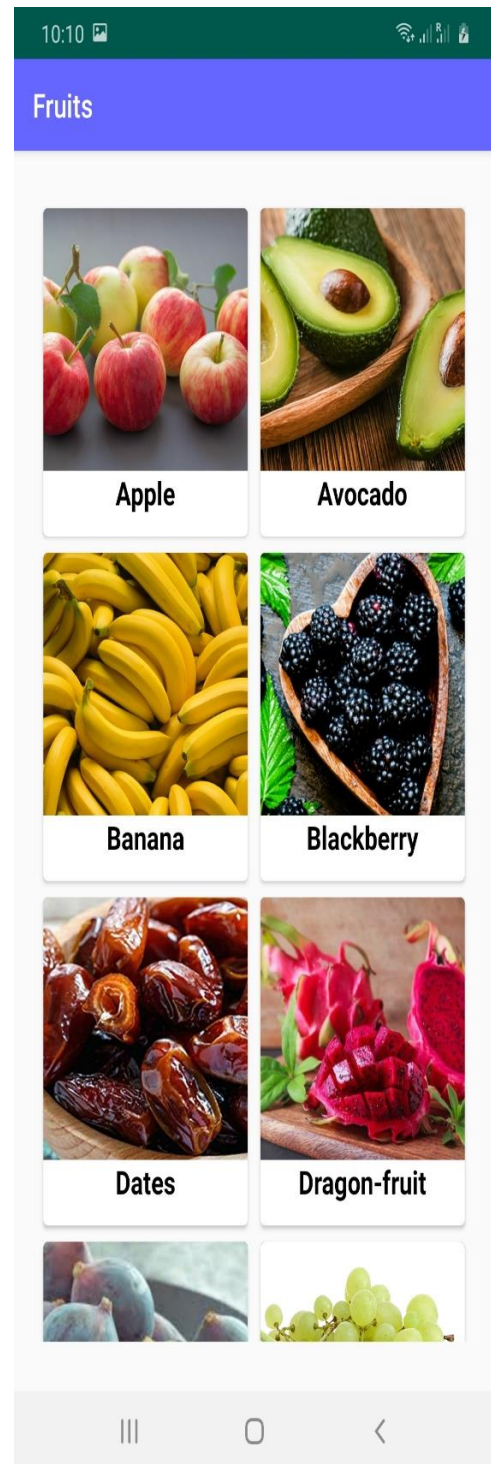 10:10
R
Fruits
Apple
Avocado
Banana
Blackberry
Dates
Dragon-fruit